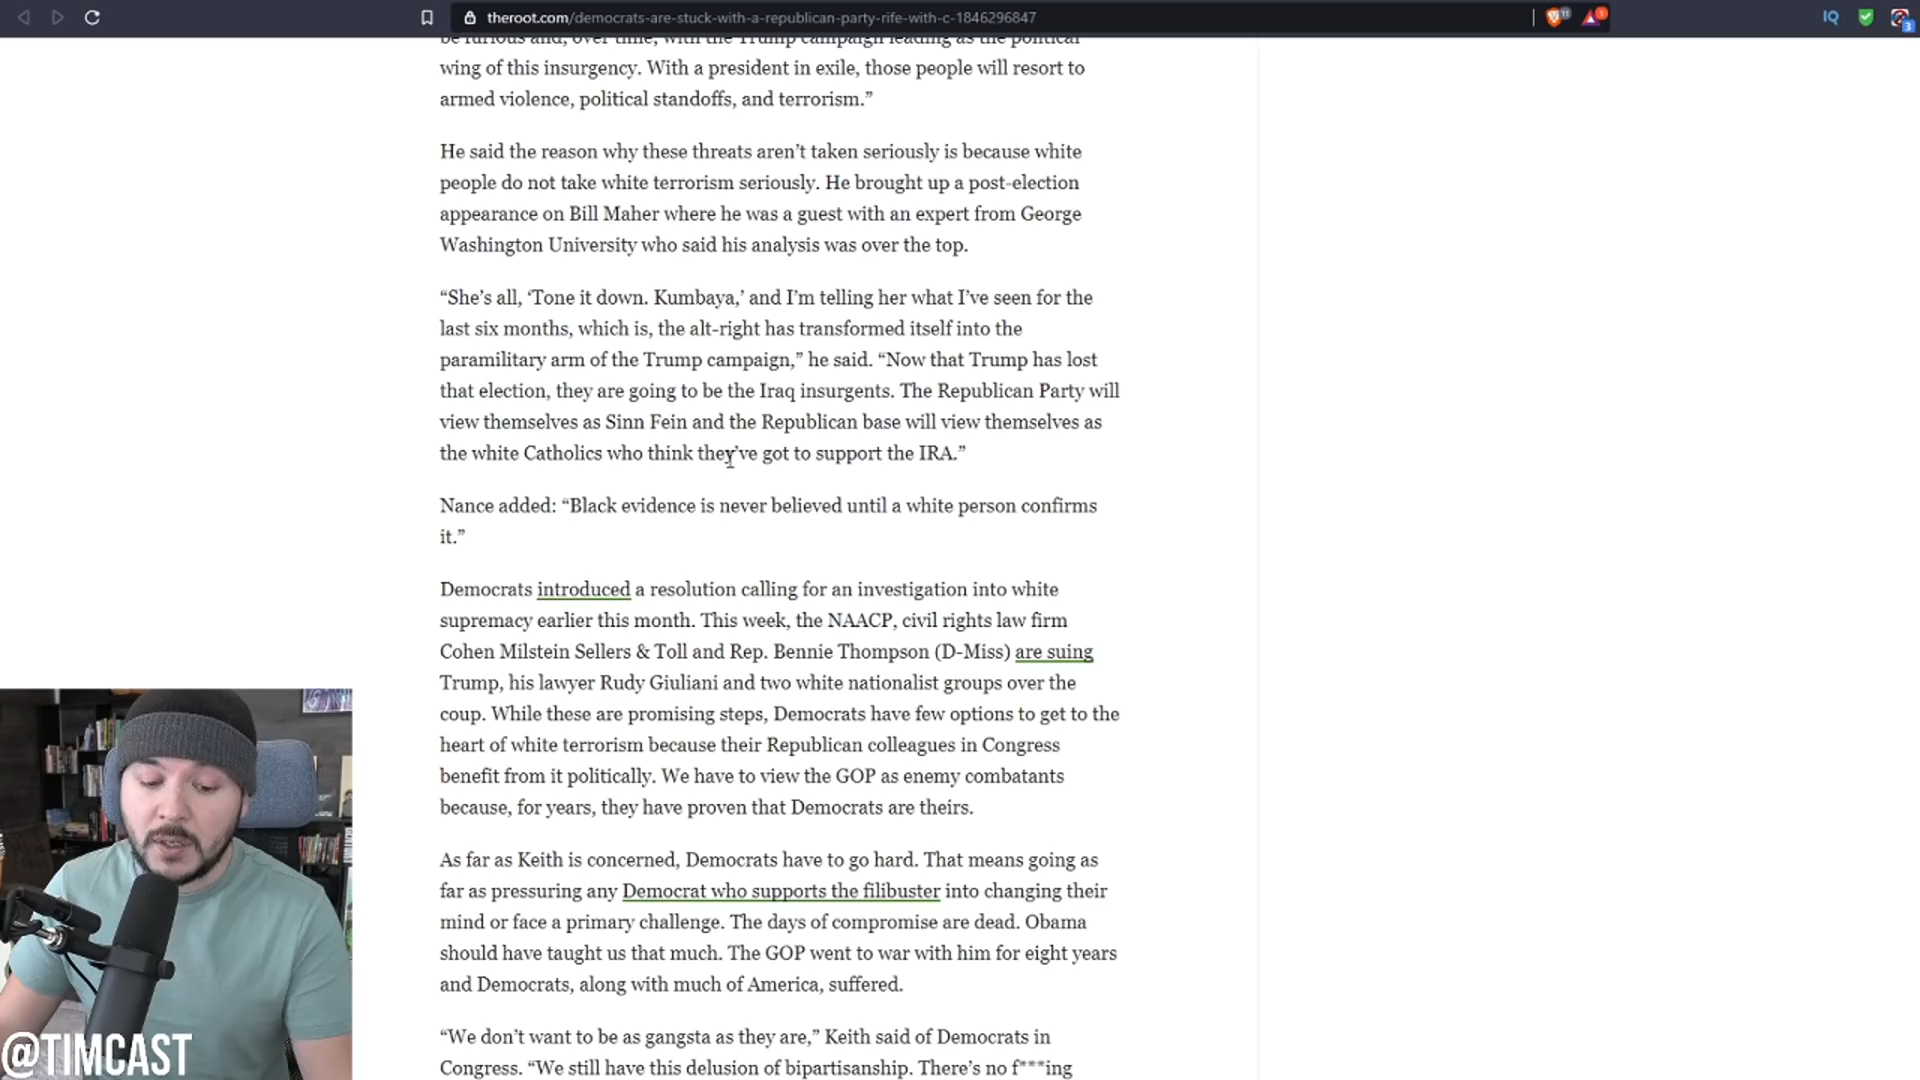 theroot.com/democrats-are-stuck-with-a-republican-party-rife-with-c-1846296847
be furious and, over time, with the Trump campaign leading as the political
wing of this insurgency. With a president in exile, those people will resort to
armed violence, political standoffs, and terrorism.”
He said the reason why these threats aren’t taken seriously is because white
people do not take white terrorism seriously. He brought up a post-election
appearance on Bill Maher where he was a guest with an expert from George
Washington University who said his analysis was over the top.
“She’s all, ‘Tone it down. Kumbaya,’ and I’m telling her what I’ve seen for the
last six months, which is, the alt-right has transformed itself into the
paramilitary arm of the Trump campaign,” he said. “Now that Trump has lost
that election, they are going to be the Iraq insurgents. The Republican Party will
view themselves as Sinn Fein and the Republican base will view themselves as
the white Catholics who think they’ve got to support the IRA.”
Nance added: “Black evidence is never believed until a white person confirms
it.”
Democrats introduced a resolution calling for an investigation into white
supremacy earlier this month. This week, the NAACP, civil rights law firm
Cohen Milstein Sellers & Toll and Rep. Bennie Thompson (D-Miss) are suing
Trump, his lawyer Rudy Giuliani and two white nationalist groups over the
coup. While these are promising steps, Democrats have few options to get to the
heart of white terrorism because their Republican colleagues in Congress
benefit from it politically. We have to view the GOP as enemy combatants
because, for years, they have proven that Democrats are theirs.
As far as Keith is concerned, Democrats have to go hard. That means going as
far as pressuring any Democrat who supports the filibuster into changing their
mind or face a primary challenge. The days of compromise are dead. Obama
should have taught us that much. The GOP went to war with him for eight years
and Democrats, along with much of America, suffered.
“We don’t want to be as gangsta as they are,” Keith said of Democrats in
Congress. “We still have this delusion of bipartisanship. There’s no f***ing
@TIMCAST
IQ
11
1
3